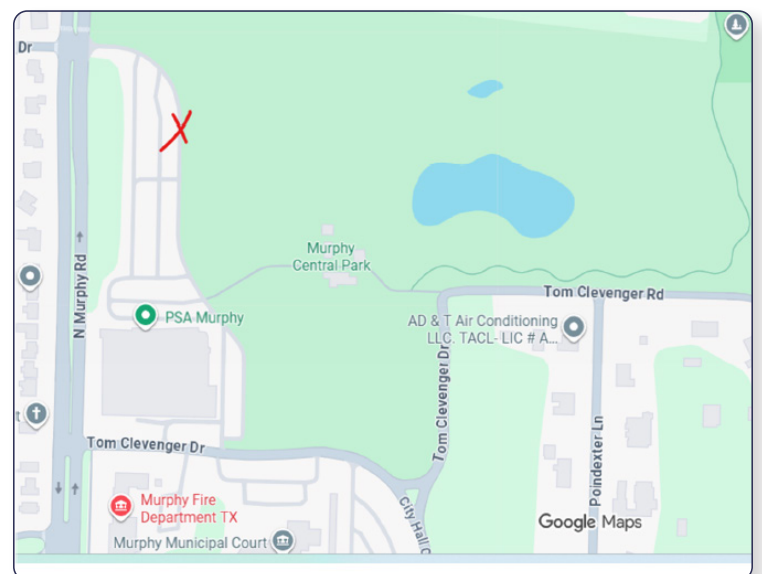 Dr
N Murphy Rd
Murphy
Central Park
PSA Murphy
Tom Clevenger Rd
AD & T Air Conditioning
LLC. TACL- LIC # A...
Tom Clevenger Dr
Poindexter Ln
t
Tom Clevenger Dr
Murphy Fire
Department TX
City Hall
Murphy Municipal Court
Google Maps